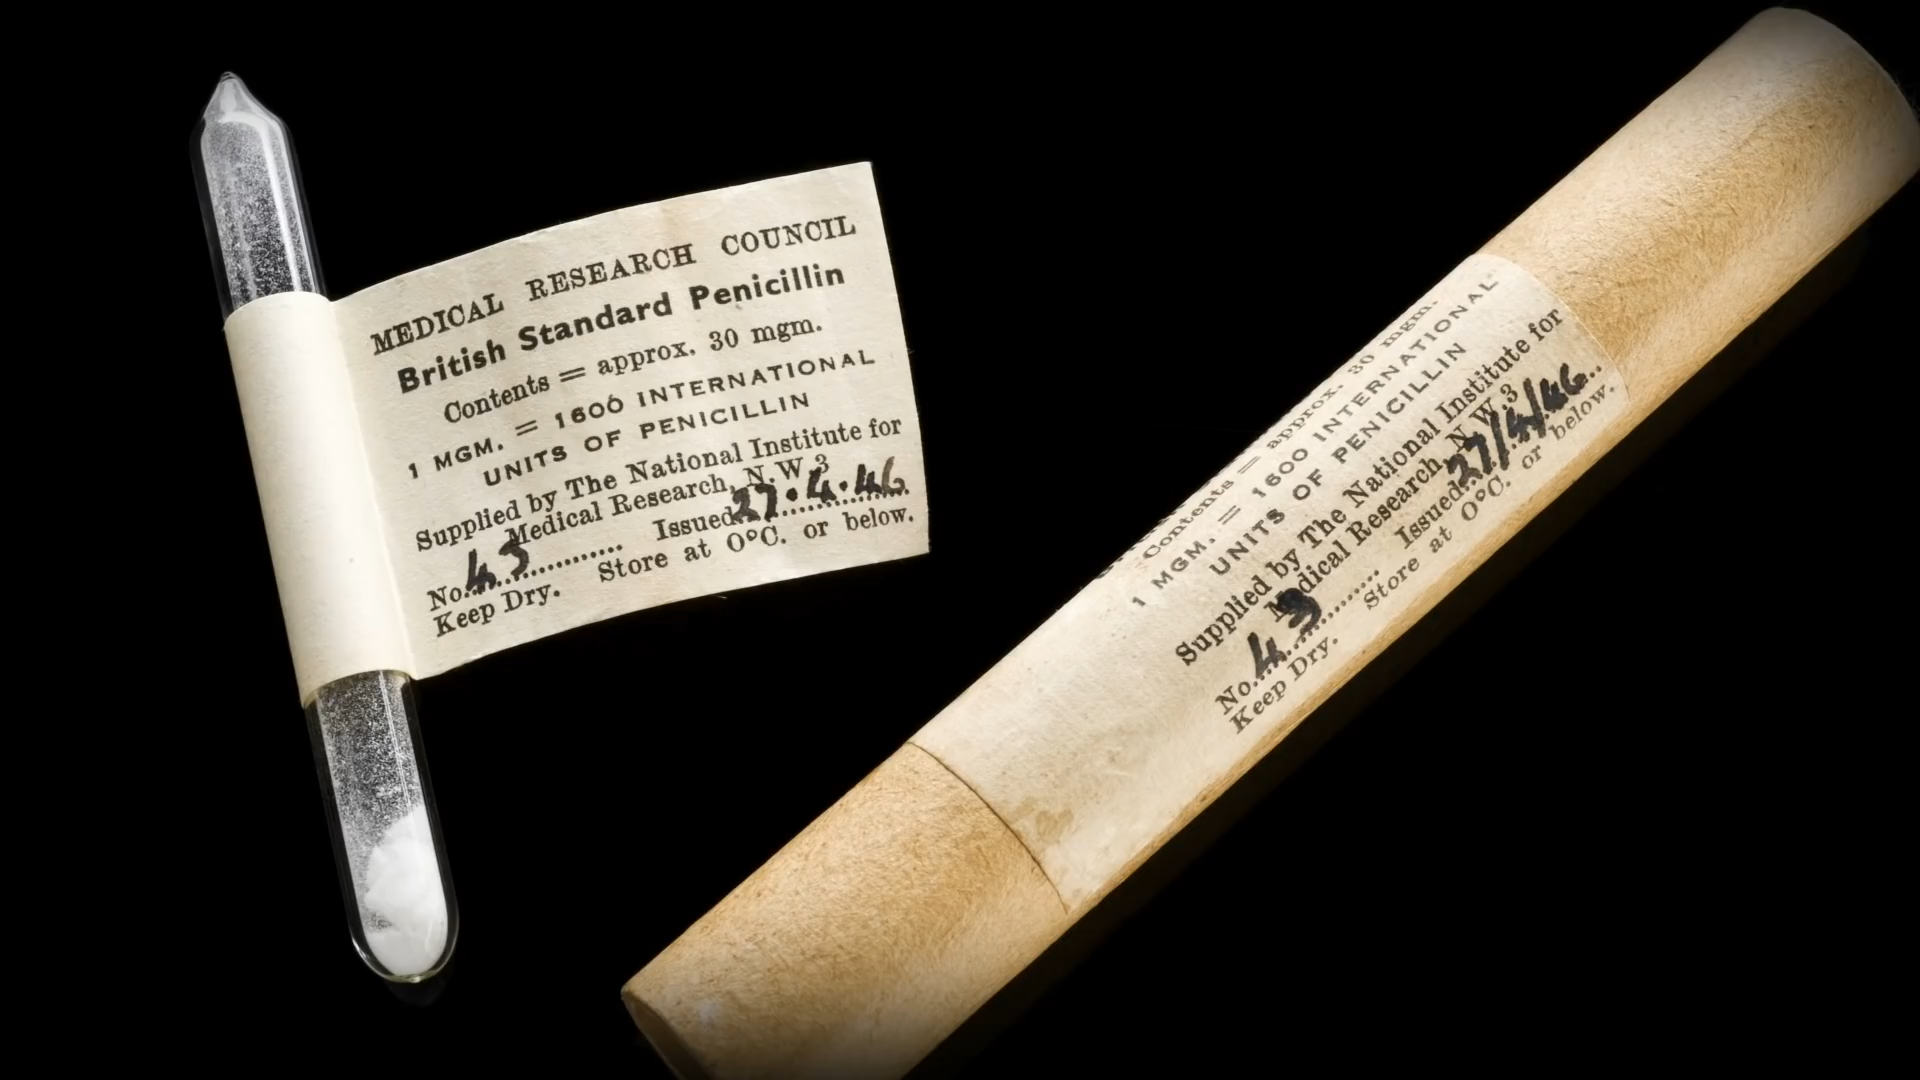 MEDICAL RESEARCH COUNCIL
British Standard Penicillin
Contents = approx. 30 mgm.
1 MGM. = 1600 INTERNATIONAL
UNITS OF PENICILLIN
Supplied by The National Institute for
Medical Research, N.W.3
No. 43 Issued 27.4.46
Keep Dry. Store at 0°C. or below.
Contents = approx. 30 mgm.
1 MGM. = 1600 INTERNATIONAL
UNITS OF PENICILLIN
Supplied by The National Institute for
Medical Research, N.W.3
No. 43 Issued 27/4/46
Keep Dry. Store at 0°C. or below.